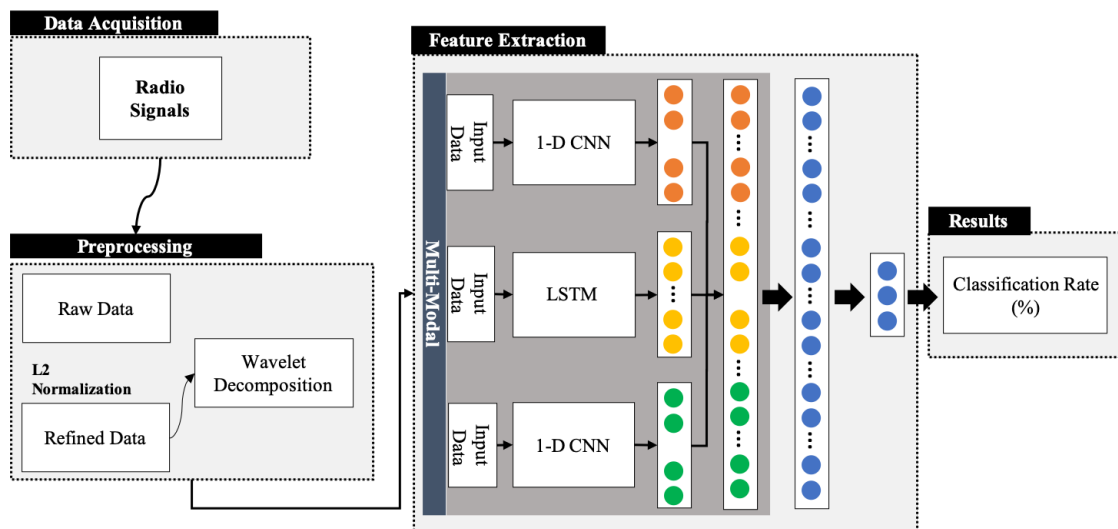 Data Acquisition
Radio
Signals
Preprocessing
Raw Data
L2
Normalization
Refined Data
Wavelet
Decomposition
Feature Extraction
Multi-Modal
Input
Data
1-D CNN
Input
Data
LSTM
Input
Data
1-D CNN
Results
Classification Rate
(%)